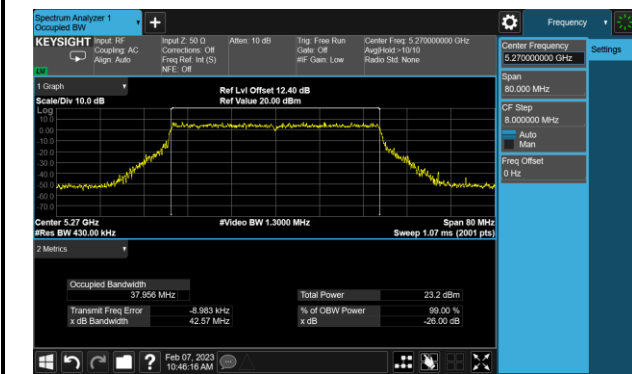 Spectrum Analyzer 1
Occupied BW
Frequency
KEYSIGHT
Input: RF
Coupling: AC
Align: Auto
Input Z: 50 Ω
Corrections: Off
Freq Ref: Int (S)
NFE: Off
Atten: 10 dB
Trig: Free Run
Gate: Off
#IF Gain: Low
Center Freq: 5.270000000 GHz
Avg|Hold:>10/10
Radio Std: None
LXI
Center Frequency
5.270000000 GHz
Settings
Span
80.000 MHz
CF Step
8.000000 MHz
Auto
Man
Freq Offset
0 Hz
1 Graph
Scale/Div 10.0 dB
Ref Lvl Offset 12.40 dB
Ref Value 20.00 dBm
Log
10.0
0.00
-10.0
-20.0
-30.0
-40.0
-50.0
-60.0
-70.0
Center 5.27 GHz
#Res BW 430.00 kHz
#Video BW 1.3000 MHz
Span 80 MHz
Sweep 1.07 ms (2001 pts)
2 Metrics
Occupied Bandwidth
37.956 MHz
Total Power 23.2 dBm
Transmit Freq Error -8.983 kHz
% of OBW Power 99.00 %
x dB Bandwidth 42.57 MHz
x dB -26.00 dB
?
Feb 07, 2023
10:46:16 AM